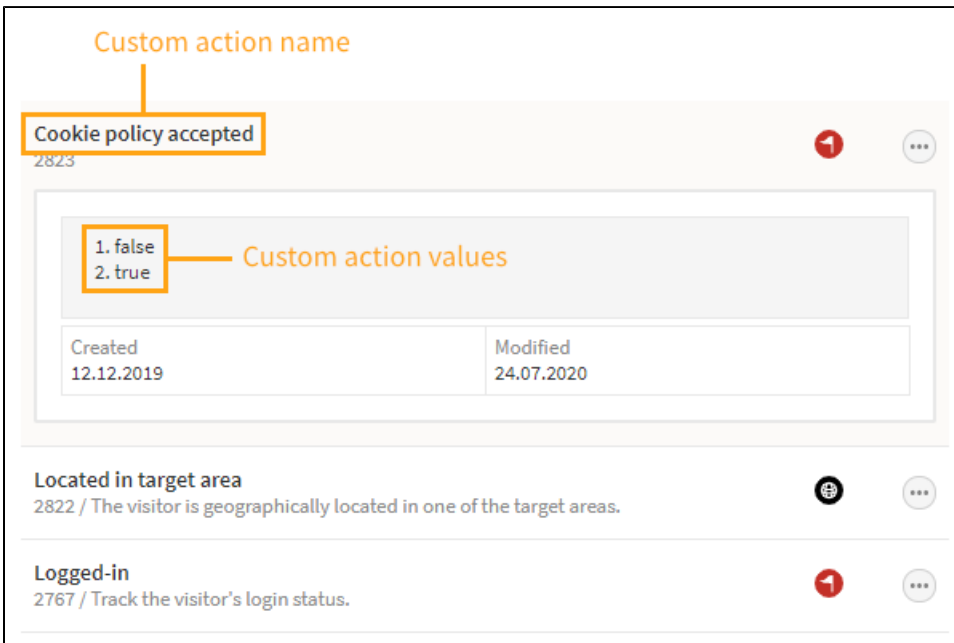 Custom action name
Cookie policy accepted
2823
1. false
2. true
Custom action values
Created
12.12.2019
Modified
24.07.2020
Located in target area
2822 / The visitor is geographically located in one of the target areas.
Logged-in
2767 / Track the visitor's login status.